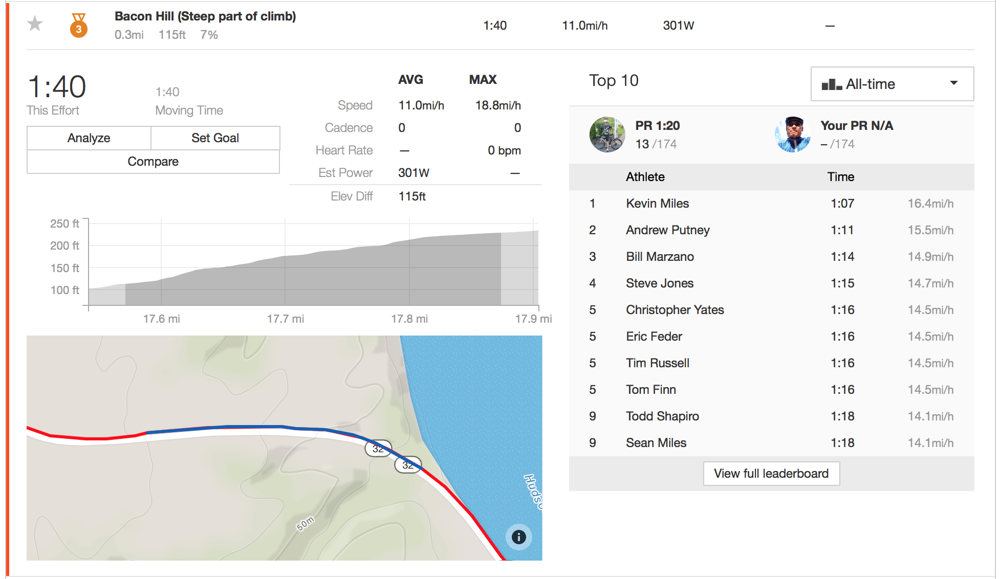 3
Bacon Hill (Steep part of climb)
0.3mi 115ft 7%
1:40 11.0mi/h 301W —
1:40
This Effort
1:40
Moving Time
Analyze Set Goal
Compare
AVG MAX
Speed 11.0mi/h 18.8mi/h
Cadence 0 0
Heart Rate — 0 bpm
Est Power 301W —
Elev Diff 115ft
250 ft
200 ft
150 ft
100 ft
17.6 mi 17.7 mi 17.8 mi 17.9 mi
32
32
50m
Top 10
All-time
PR 1:20
13 /174
Your PR N/A
– /174
Athlete Time
1 Kevin Miles 1:07 16.4mi/h
2 Andrew Putney 1:11 15.5mi/h
3 Bill Marzano 1:14 14.9mi/h
4 Steve Jones 1:15 14.7mi/h
5 Christopher Yates 1:16 14.5mi/h
5 Eric Feder 1:16 14.5mi/h
5 Tim Russell 1:16 14.5mi/h
5 Tom Finn 1:16 14.5mi/h
9 Todd Shapiro 1:18 14.1mi/h
9 Sean Miles 1:18 14.1mi/h
View full leaderboard